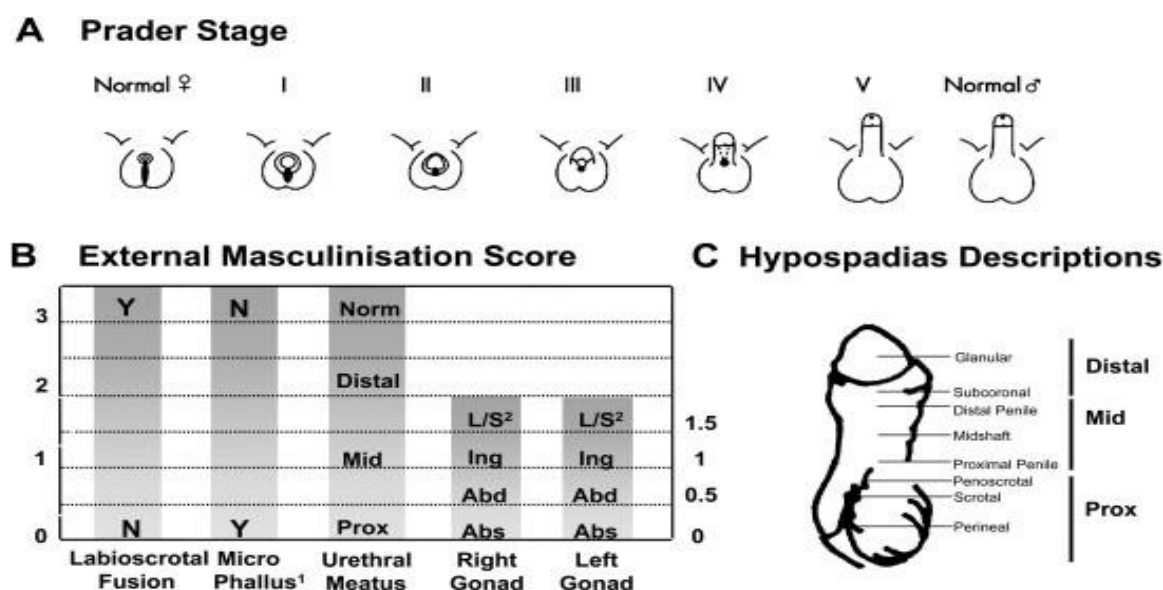 A Prader Stage
Normal ♀ I II III IV V Normal ♂
B External Masculinisation Score
3 Y N Norm
2 Distal
L/S² L/S² 1.5
1 Mid Ing Ing 1
Abd Abd 0.5
0 N Y Prox Abs Abs 0
Labioscrotal Fusion
Micro Phallus¹
Urethral Meatus
Right Gonad
Left Gonad
C Hypospadias Descriptions
Glanular
Subcoronal
Distal Penile
Midshaft
Proximal Penile
Penoscrotal
Scrotal
Perineal
Distal
Mid
Prox